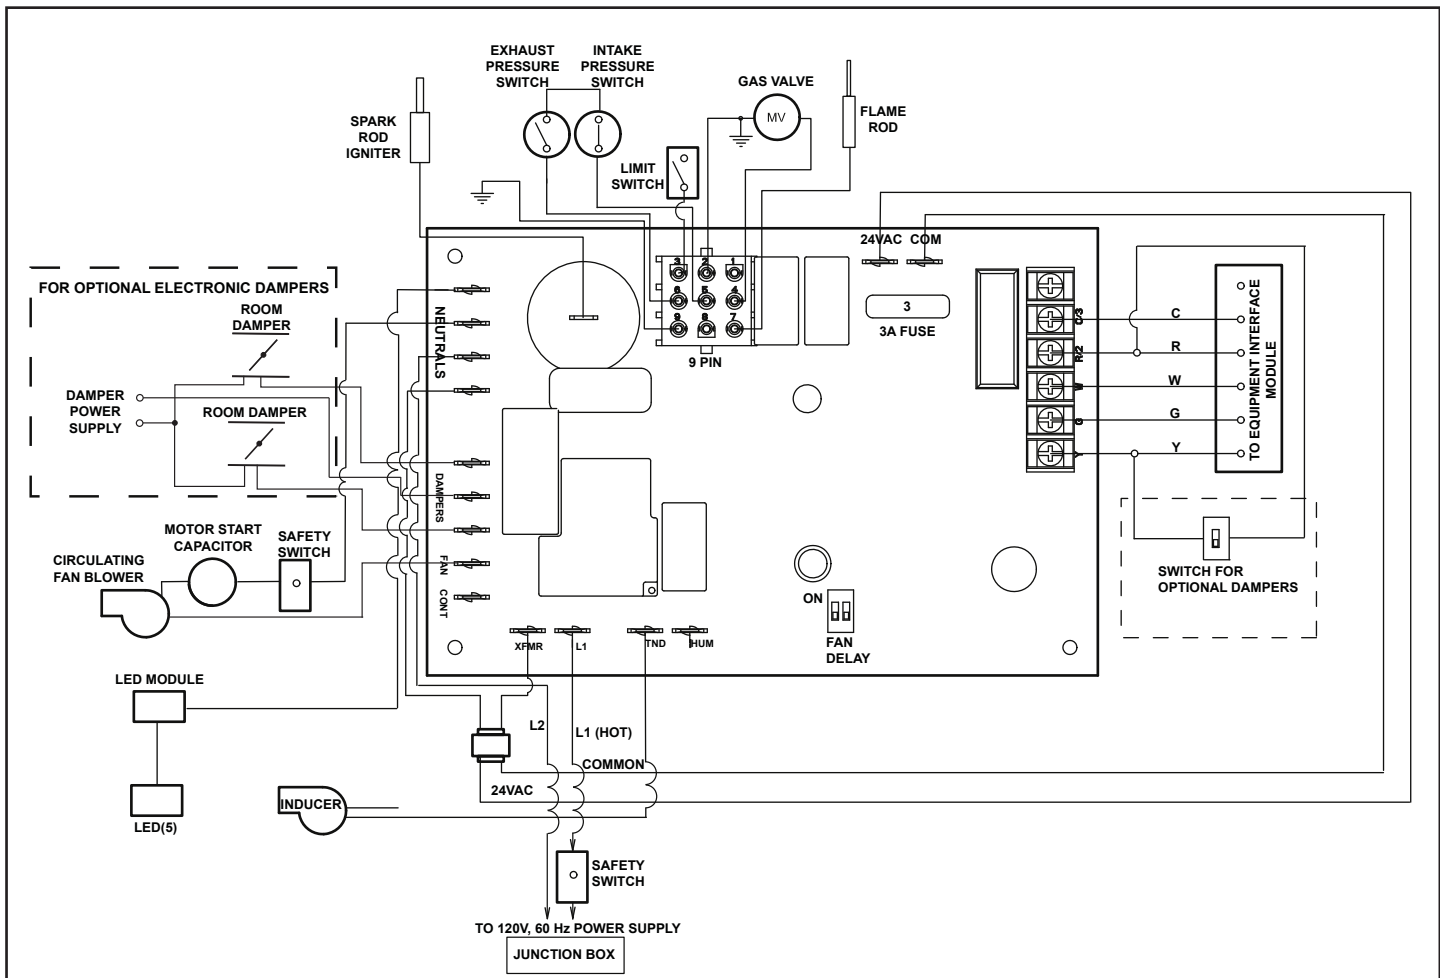 EXHAUST
PRESSURE
SWITCH
INTAKE
PRESSURE
SWITCH
GAS VALVE
MV
FLAME
ROD
SPARK
ROD
IGNITER
LIMIT
SWITCH
24VAC COM
3 2 1
6 5 4
9 8 7
9 PIN
3
3A FUSE
FOR OPTIONAL ELECTRONIC DAMPERS
ROOM
DAMPER
ROOM DAMPER
DAMPER
POWER
SUPPLY
NEUTRALS
DAMPERS
FAN
CONT
C/3
R/2
W
G
Y
C
R
W
G
Y
TO EQUIPMENT INTERFACE
MODULE
SWITCH FOR
OPTIONAL DAMPERS
MOTOR START
CAPACITOR
SAFETY
SWITCH
CIRCULATING
FAN BLOWER
ON
FAN
DELAY
XFMR
L1
TND
HUM
LED MODULE
LED(5)
L2
L1 (HOT)
COMMON
24VAC
INDUCER
SAFETY
SWITCH
TO 120V, 60 Hz POWER SUPPLY
JUNCTION BOX